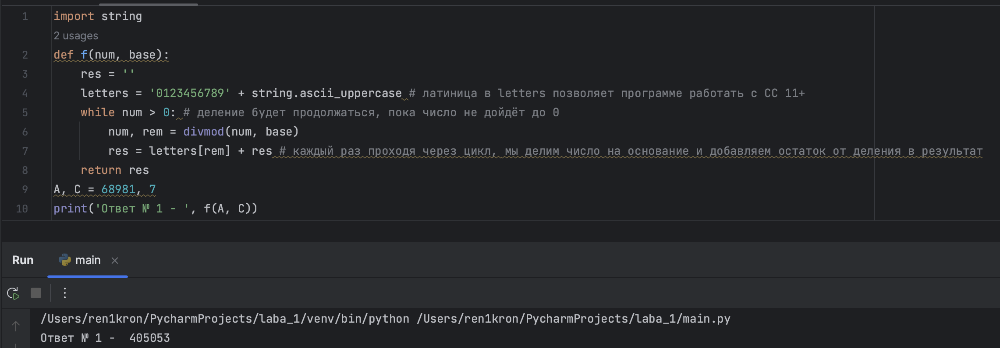 1 import string
2 usages
2 def f(num, base):
3 res = ''
4 letters = '0123456789' + string.ascii_uppercase # латиница в letters позволяет программе работать с СС 11+
5 while num > 0: # деление будет продолжаться, пока число не дойдёт до 0
6 num, rem = divmod(num, base)
7 res = letters[rem] + res # каждый раз проходя через цикл, мы делим число на основание и добавляем остаток от деления в результат
8 return res
9 A, C = 68981, 7
10 print('Ответ № 1 - ', f(A, C))
Run main
/Users/ren1kron/PycharmProjects/laba_1/venv/bin/python /Users/ren1kron/PycharmProjects/laba_1/main.py
Ответ № 1 -  405053